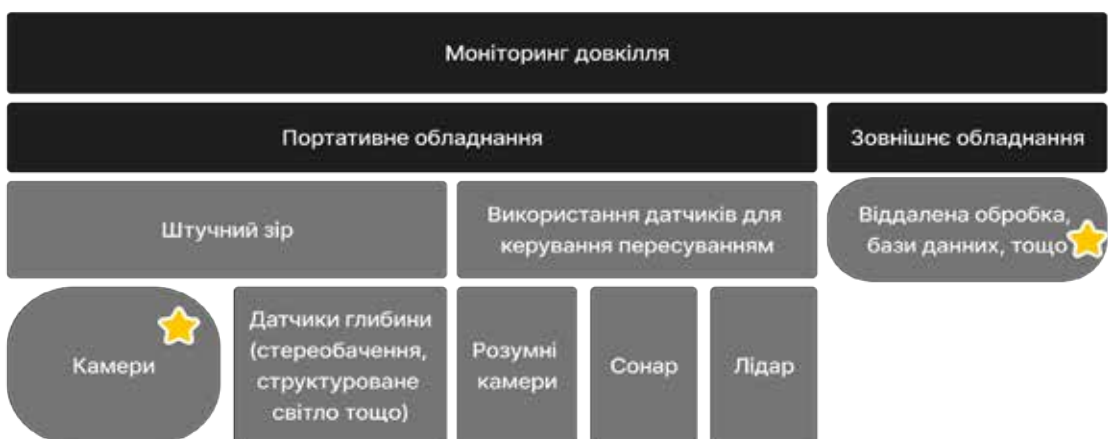 Моніторинг довкілля
Портативне обладнання
Зовнішнє обладнання
Штучний зір
Використання датчиків для
керування пересуванням
Віддалена обробка,
бази данних, тощо
Камери
Датчики глибини
(стереобачення,
структуроване
світло тощо)
Розумні
камери
Сонар
Лідар